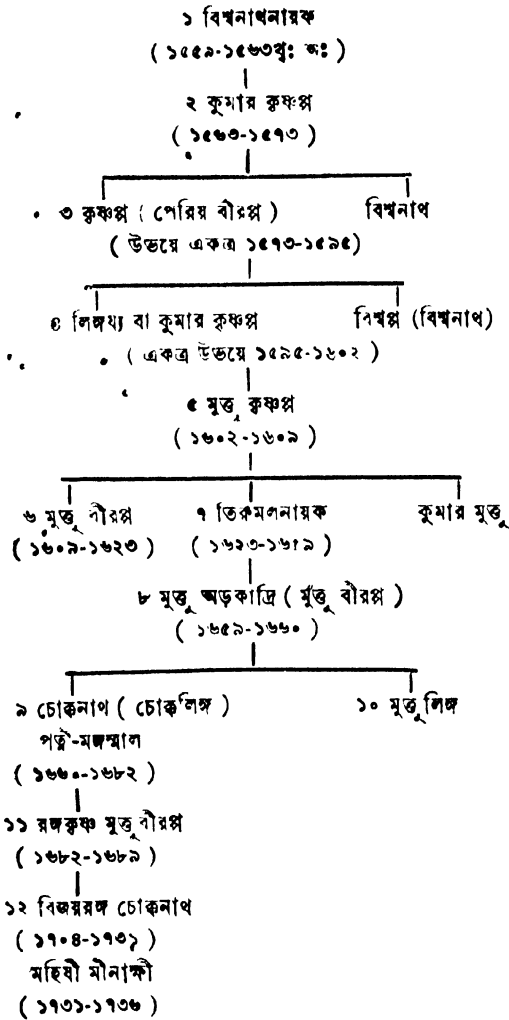 ১ বিশ্বনাথনায়ক
(১৫৫৯-১৫৬৩খৃঃ অঃ)
২ কুমার কৃষ্ণপ্প
(১৫৬৩-১৫৭৩)
৩ কৃষ্ণপ্প (পেরিয় বীরপ্প) বিশ্বনাথ
(উভয়ে একত্র ১৫৭৩-১৫৯৫)
৪ লিঙ্গয্য বা কুমার কৃষ্ণপ্প বিশ্বপ্প (বিশ্বনাথ)
(একত্র উভয়ে ১৫৯৫-১৬০২)
৫ মুত্তু কৃষ্ণপ্প
(১৬০২-১৬০৯)
৬ মুত্তু বীরপ্প ৭ তিরুমলনায়ক কুমার মুত্তু
(১৬০৯-১৬২৩) (১৬২৩-১৬৫৯)
৮ মুত্তু অড়কাদ্রি (মুত্তু বীরপ্প)
(১৬৫৯-১৬৬০)
৯ চোক্কনাথ (চোক্কলিঙ্গ) ১০ মুত্তু লিঙ্গ
পত্নী-মঙ্গম্মাল
(১৬৬০-১৬৮২)
১১ রঙ্গকৃষ্ণ মুত্তু বীরপ্প
(১৬৮২-১৬৮৯)
১২ বিজয়রঙ্গ চোক্কনাথ
(১৭০৪-১৭৩১)
মহিষী মীনাক্ষী
(১৭৩১-১৭৩৬)